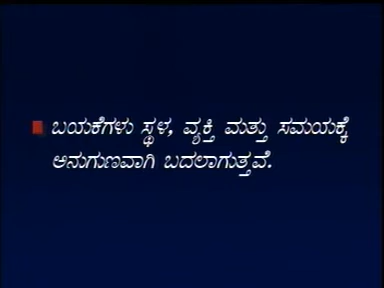 ಬಯಕೆಗಳು ಸ್ಥಳ, ವ್ಯಕ್ತಿ ಮತ್ತು ಸಮಯಕ್ಕೆ
ಅನುಗುಣವಾಗಿ ಬದಲಾಗುತ್ತವೆ.